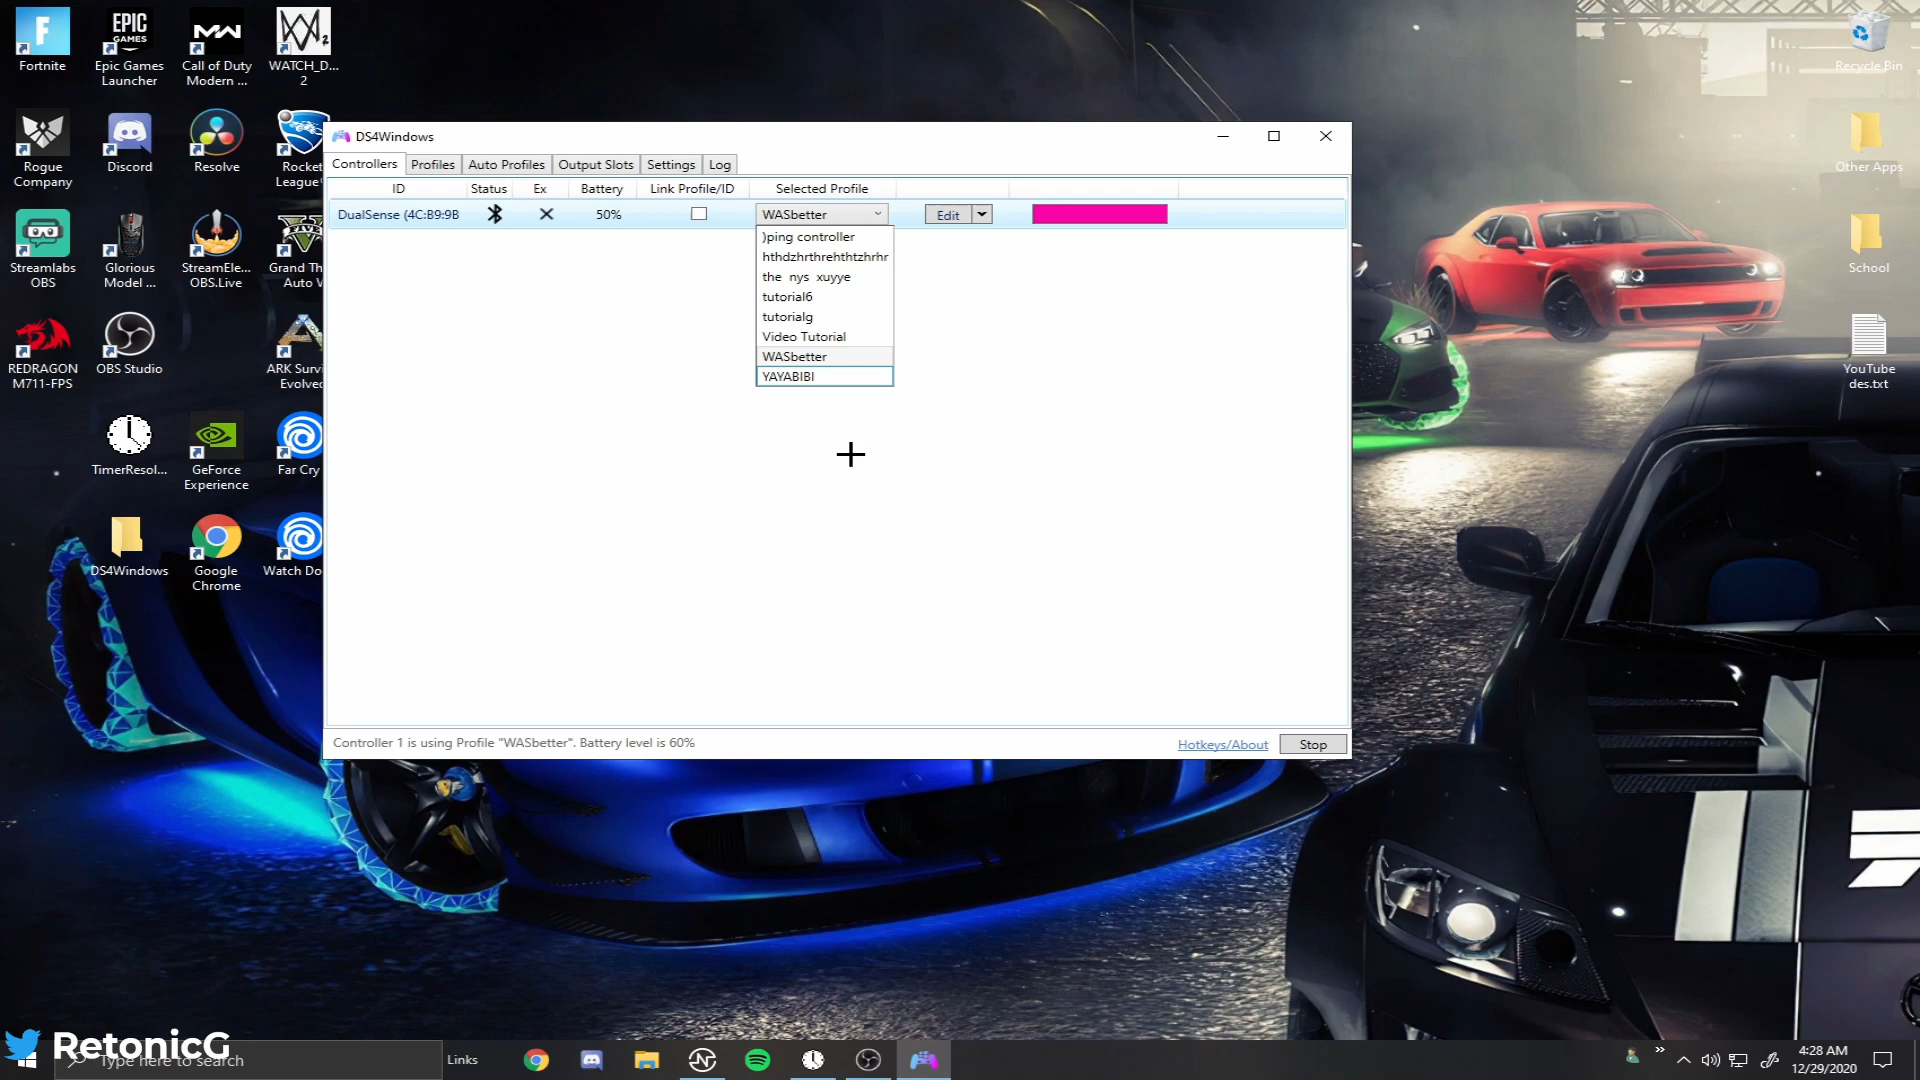 Fortnite
EPIC
GAMES
Epic Games
Launcher
Call of Duty
Modern ...
WATCH_D...
2
Recycle Bin
Rogue
Company
Discord
Resolve
Rocket
League
Other Apps
Streamlabs
OBS
Glorious
Model ...
StreamEle...
OBS.Live
Grand Th
Auto V
School
REDRAGON
M711-FPS
OBS Studio
ARK Survi
Evolved
YouTube
des.txt
TimerResol...
GeForce
Experience
Far Cry
DS4Windows
Google
Chrome
Watch Do
DS4Windows
Controllers Profiles Auto Profiles Output Slots Settings Log
ID Status Ex Battery Link Profile/ID Selected Profile
DualSense (4C:B9:9B 50% WASbetter Edit
)ping controller
hthdzhrthrehthtzhrhr
the nys xuyye
tutorial6
tutorialg
Video Tutorial
WASbetter
YAYABIBI
Controller 1 is using Profile "WASbetter". Battery level is 60%
Hotkeys/About Stop
RetonicG
Type here to search
Links
4:28 AM
12/29/2020